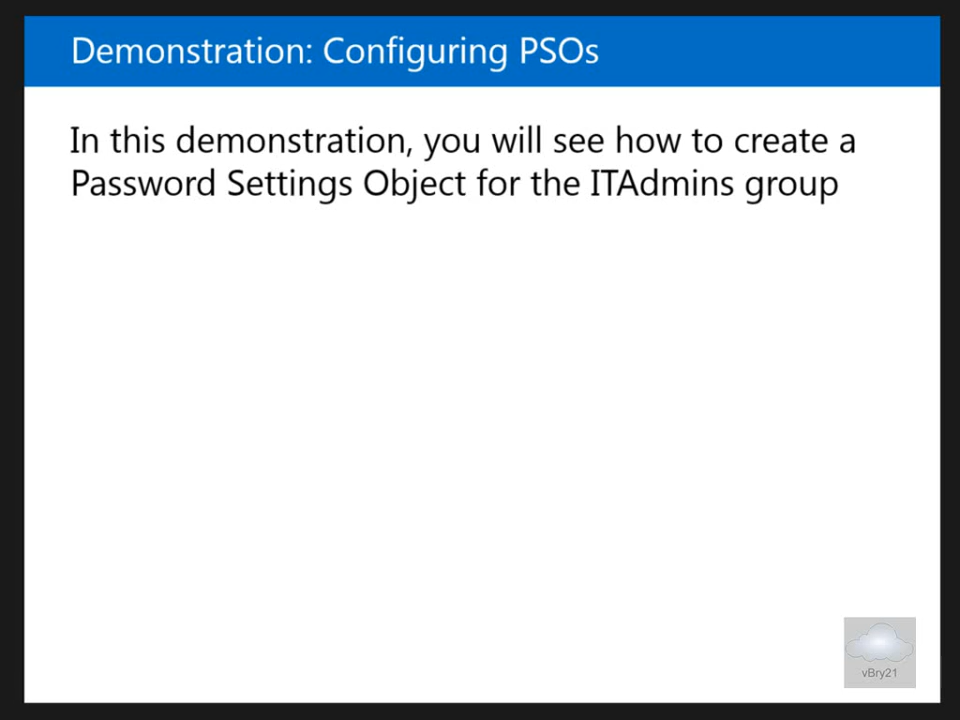 Demonstration: Configuring PSOs
In this demonstration, you will see how to create a
Password Settings Object for the ITAdmins group
vBry21